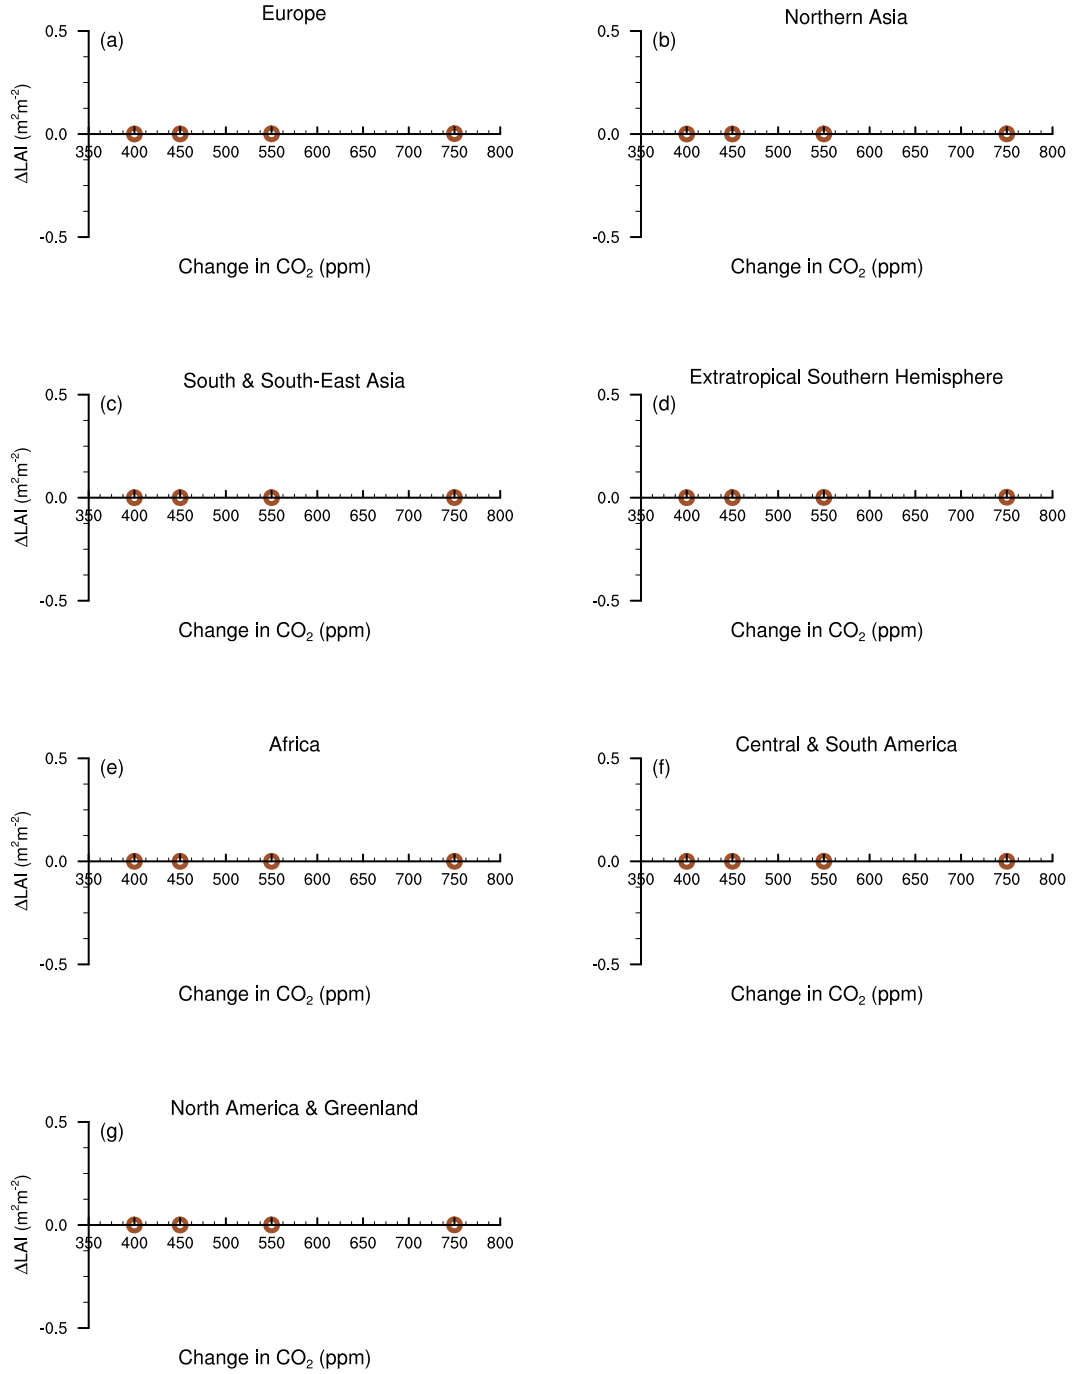 Europe
(a)
0.5
0.0
-0.5
ΔLAI (m²m⁻²)
350 400 450 500 550 600 650 700 750 800
Change in CO₂ (ppm)
Northern Asia
(b)
0.5
0.0
-0.5
350 400 450 500 550 600 650 700 750 800
Change in CO₂ (ppm)
South & South-East Asia
(c)
0.5
0.0
-0.5
ΔLAI (m²m⁻²)
350 400 450 500 550 600 650 700 750 800
Change in CO₂ (ppm)
Extratropical Southern Hemisphere
(d)
0.5
0.0
-0.5
350 400 450 500 550 600 650 700 750 800
Change in CO₂ (ppm)
Africa
(e)
0.5
0.0
-0.5
ΔLAI (m²m⁻²)
350 400 450 500 550 600 650 700 750 800
Change in CO₂ (ppm)
Central & South America
(f)
0.5
0.0
-0.5
350 400 450 500 550 600 650 700 750 800
Change in CO₂ (ppm)
North America & Greenland
(g)
0.5
0.0
-0.5
ΔLAI (m²m⁻²)
350 400 450 500 550 600 650 700 750 800
Change in CO₂ (ppm)